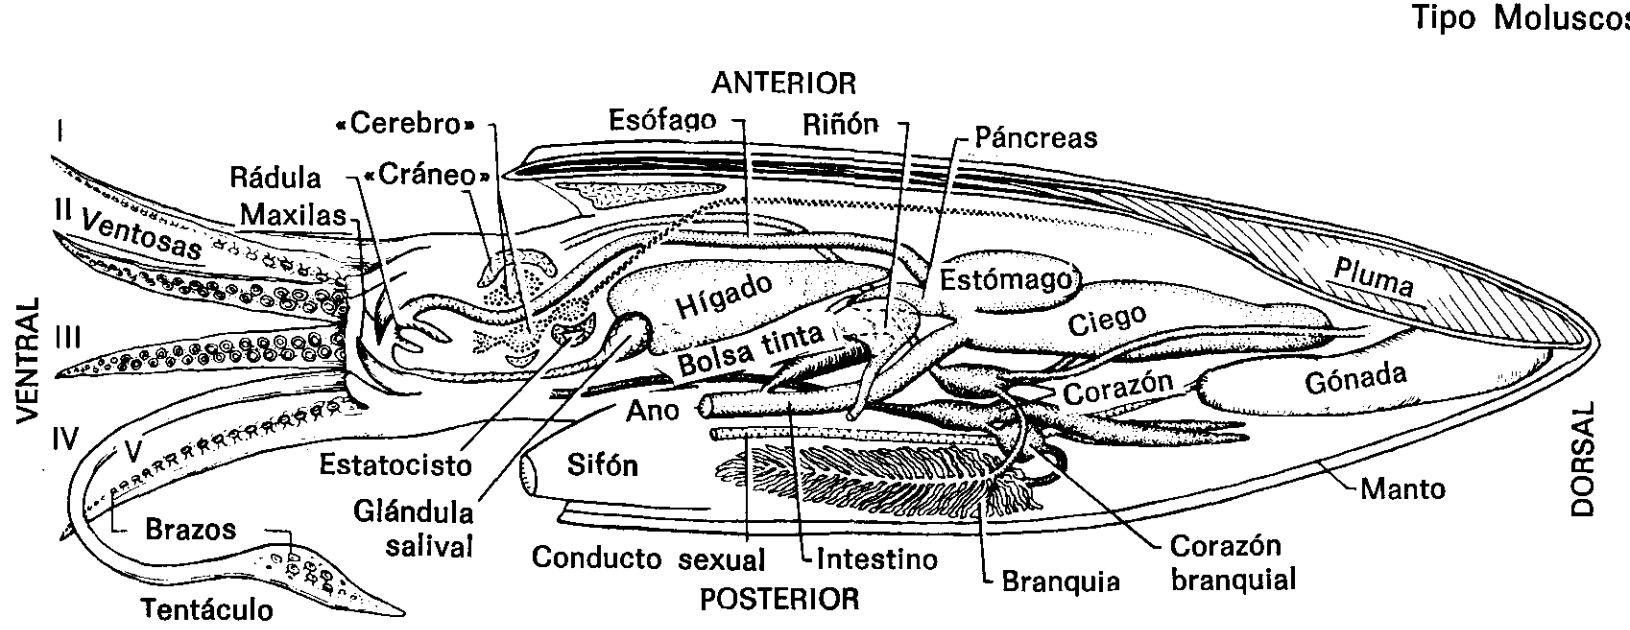 Tipo Moluscos
ANTERIOR
«Cerebro»
Esófago
Riñón
Páncreas
Rádula
«Cráneo»
Maxilas
I
II
Ventosas
III
IV
V
VENTRAL
DORSAL
Hígado
Estómago
Pluma
Ciego
Bolsa tinta
Corazón
Gónada
Ano
Estatocisto
Sifón
Manto
Glándula
salival
Brazos
Conducto sexual
Intestino
Corazón
branquial
Branquia
Tentáculo
POSTERIOR